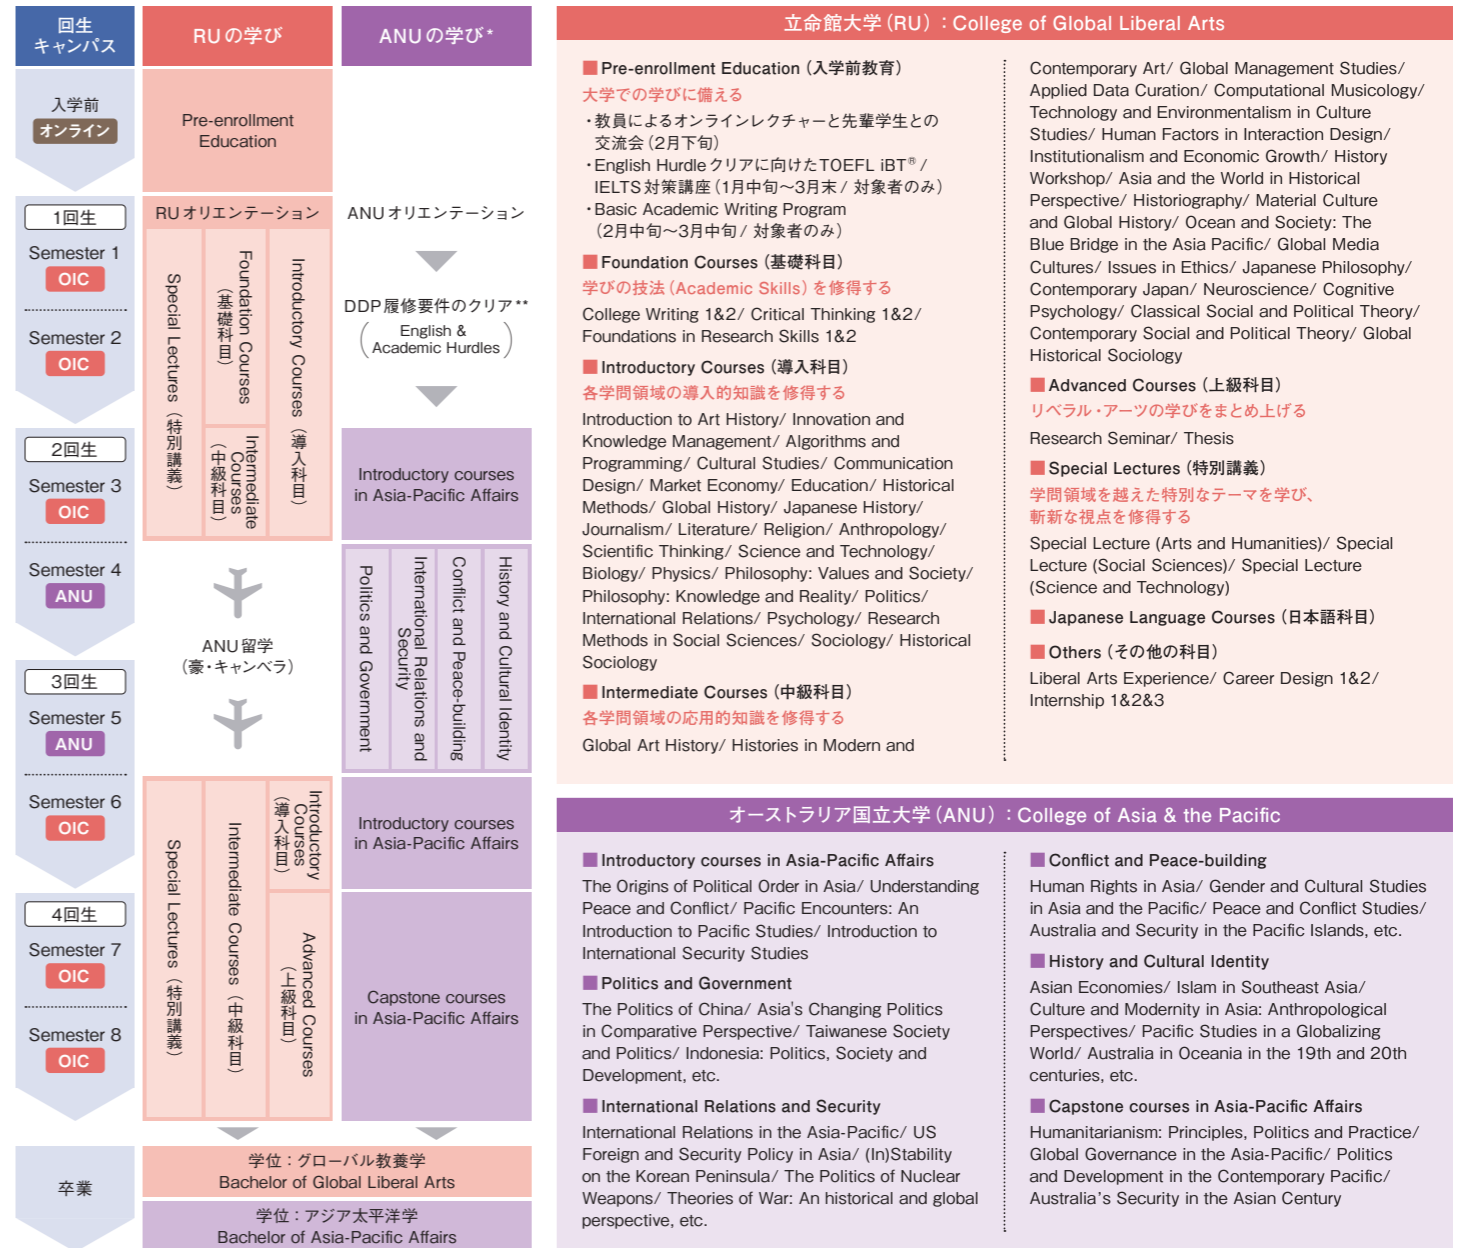 回生
キャンパス
RUの学び
ANUの学び*
入学前
オンライン
Pre-enrollment
Education
1回生
RUオリエンテーション
ANUオリエンテーション
Semester 1
OIC
Semester 2
OIC
Special Lectures（特別講義）
Foundation Courses
（基礎科目）
Introductory Courses（導入科目）
Intermediate
Courses
（中級科目）
DDP履修要件のクリア**
English &
Academic Hurdles
2回生
Semester 3
OIC
Semester 4
ANU
Introductory courses
in Asia-Pacific Affairs
ANU留学
（豪・キャンベラ）
Politics and Government
International Relations and
Security
Conflict and Peace-building
History and Cultural Identity
3回生
Semester 5
ANU
Semester 6
OIC
Special Lectures（特別講義）
Intermediate Courses（中級科目）
Introductory
Courses
（導入科目）
Advanced Courses
（上級科目）
Introductory courses
in Asia-Pacific Affairs
4回生
Semester 7
OIC
Semester 8
OIC
Capstone courses
in Asia-Pacific Affairs
卒業
学位：グローバル教養学
Bachelor of Global Liberal Arts
学位：アジア太平洋学
Bachelor of Asia-Pacific Affairs
立命館大学（RU）：College of Global Liberal Arts
■Pre-enrollment Education（入学前教育）
大学での学びに備える
・教員によるオンラインレクチャーと先輩学生との
交流会（2月下旬）
・English Hurdleクリアに向けたTOEFL iBT®/
IELTS対策講座（1月中旬〜3月末/ 対象者のみ）
・Basic Academic Writing Program
（2月中旬〜3月中旬/ 対象者のみ）
■Foundation Courses（基礎科目）
学びの技法（Academic Skills）を修得する
College Writing 1&2/ Critical Thinking 1&2/
Foundations in Research Skills 1&2
■Introductory Courses（導入科目）
各学問領域の導入的知識を修得する
Introduction to Art History/ Innovation and
Knowledge Management/ Algorithms and
Programming/ Cultural Studies/ Communication
Design/ Market Economy/ Education/ Historical
Methods/ Global History/ Japanese History/
Journalism/ Literature/ Religion/ Anthropology/
Scientific Thinking/ Science and Technology/
Biology/ Physics/ Philosophy: Values and Society/
Philosophy: Knowledge and Reality/ Politics/
International Relations/ Psychology/ Research
Methods in Social Sciences/ Sociology/ Historical
Sociology
■Intermediate Courses（中級科目）
各学問領域の応用的知識を修得する
Global Art History/ Histories in Modern and
Contemporary Art/ Global Management Studies/
Applied Data Curation/ Computational Musicology/
Technology and Environmentalism in Culture
Studies/ Human Factors in Interaction Design/
Institutionalism and Economic Growth/ History
Workshop/ Asia and the World in Historical
Perspective/ Historiography/ Material Culture
and Global History/ Ocean and Society: The
Blue Bridge in the Asia Pacific/ Global Media
Cultures/ Issues in Ethics/ Japanese Philosophy/
Contemporary Japan/ Neuroscience/ Cognitive
Psychology/ Classical Social and Political Theory/
Contemporary Social and Political Theory/ Global
Historical Sociology
■Advanced Courses（上級科目）
リベラル・アーツの学びをまとめ上げる
Research Seminar/ Thesis
■Special Lectures（特別講義）
学問領域を越えた特別なテーマを学び、
斬新な視点を修得する
Special Lecture (Arts and Humanities)/ Special
Lecture (Social Sciences)/ Special Lecture
(Science and Technology)
■Japanese Language Courses（日本語科目）
■Others（その他の科目）
Liberal Arts Experience/ Career Design 1&2/
Internship 1&2&3
オーストラリア国立大学（ANU）：College of Asia & the Pacific
■Introductory courses in Asia-Pacific Affairs
The Origins of Political Order in Asia/ Understanding
Peace and Conflict/ Pacific Encounters: An
Introduction to Pacific Studies/ Introduction to
International Security Studies
■Politics and Government
The Politics of China/ Asia's Changing Politics
in Comparative Perspective/ Taiwanese Society
and Politics/ Indonesia: Politics, Society and
Development, etc.
■International Relations and Security
International Relations in the Asia-Pacific/ US
Foreign and Security Policy in Asia/ (In)Stability
on the Korean Peninsula/ The Politics of Nuclear
Weapons/ Theories of War: An historical and global
perspective, etc.
■Conflict and Peace-building
Human Rights in Asia/ Gender and Cultural Studies
in Asia and the Pacific/ Peace and Conflict Studies/
Australia and Security in the Pacific Islands, etc.
■History and Cultural Identity
Asian Economies/ Islam in Southeast Asia/
Culture and Modernity in Asia: Anthropological
Perspectives/ Pacific Studies in a Globalizing
World/ Australia in Oceania in the 19th and 20th
centuries, etc.
■Capstone courses in Asia-Pacific Affairs
Humanitarianism: Principles, Politics and Practice/
Global Governance in the Asia-Pacific/ Politics
and Development in the Contemporary Pacific/
Australia's Security in the Asian Century